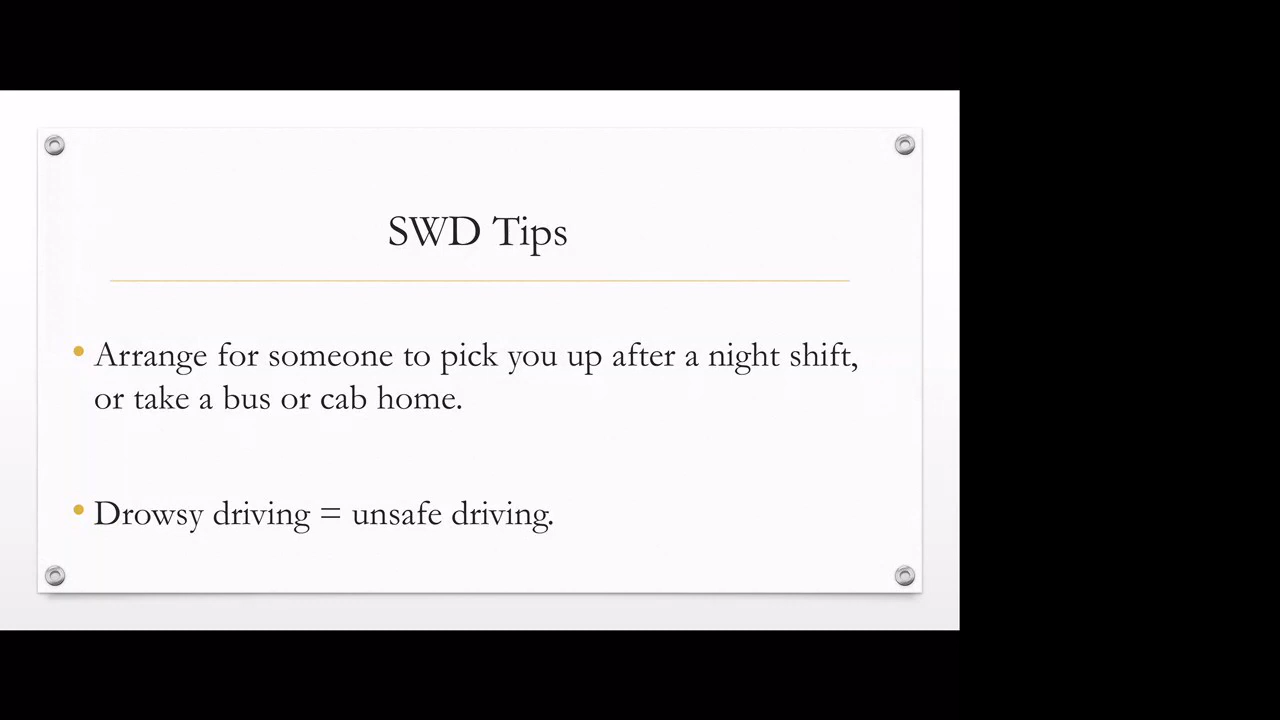 SWD Tips
Arrange for someone to pick you up after a night shift,
or take a bus or cab home.
Drowsy driving = unsafe driving.